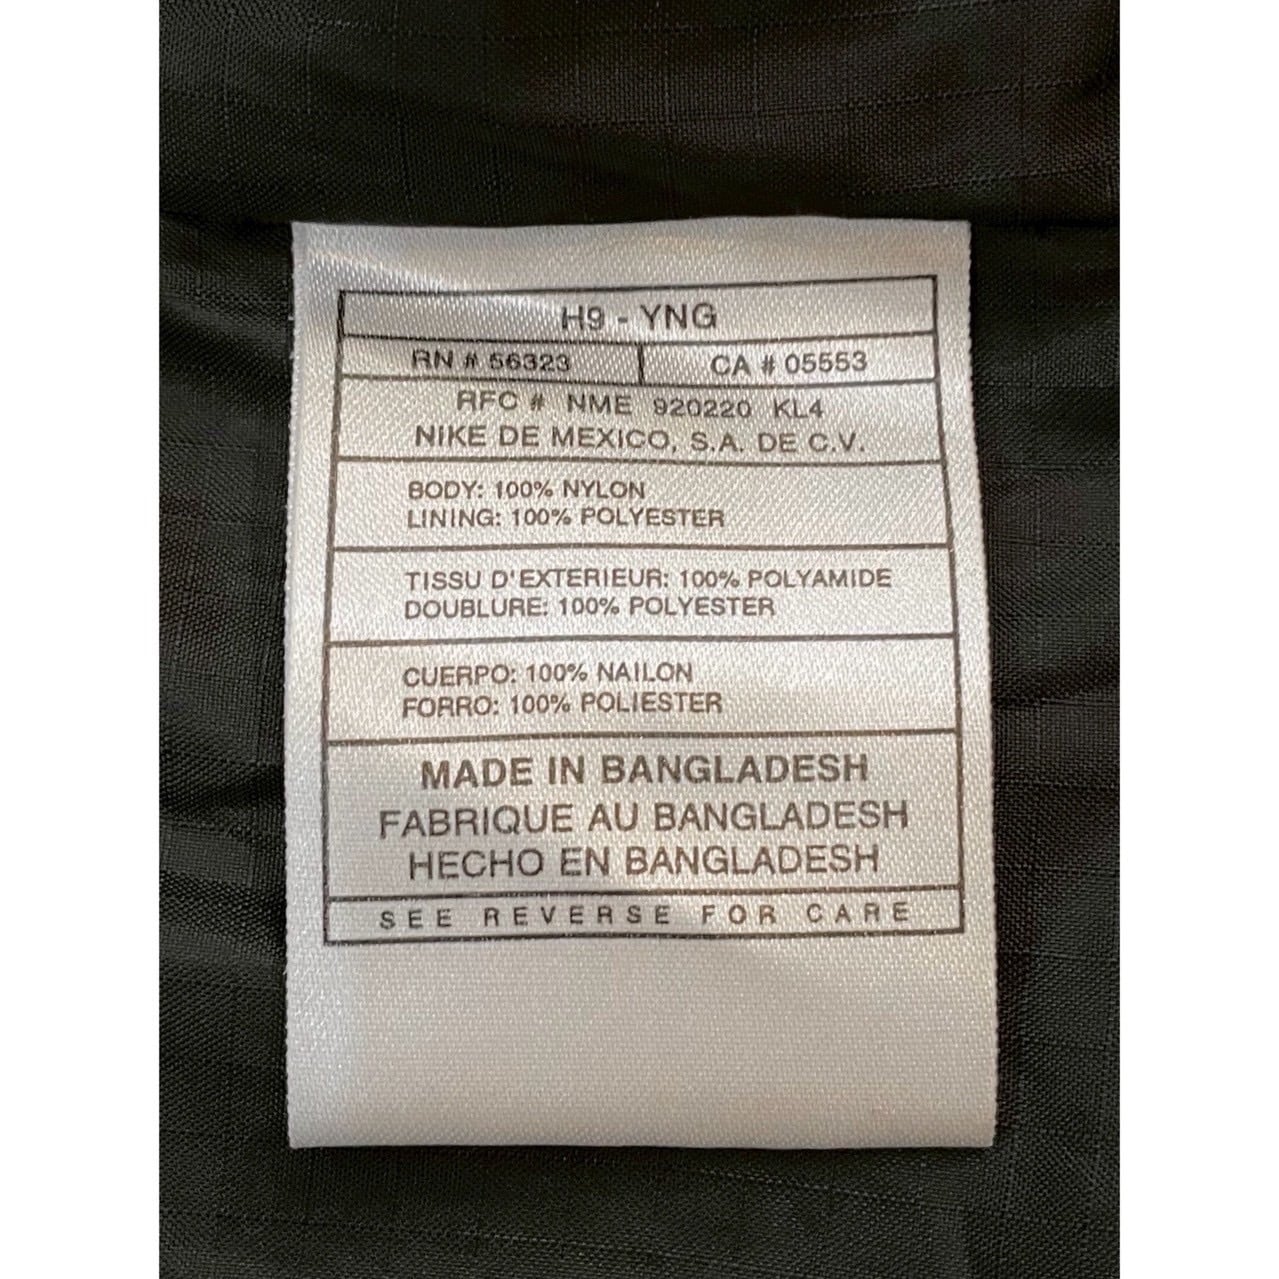 H9 - YNG
RN # 56323
CA # 05553
RFC # NME 920220 KL4
NIKE DE MEXICO, S.A. DE C.V.
BODY: 100% NYLON
LINING: 100% POLYESTER
TISSU D'EXTERIEUR: 100% POLYAMIDE
DOUBLURE: 100% POLYESTER
CUERPO: 100% NAILON
FORRO: 100% POLIESTER
MADE IN BANGLADESH
FABRIQUE AU BANGLADESH
HECHO EN BANGLADESH
SEE REVERSE FOR CARE